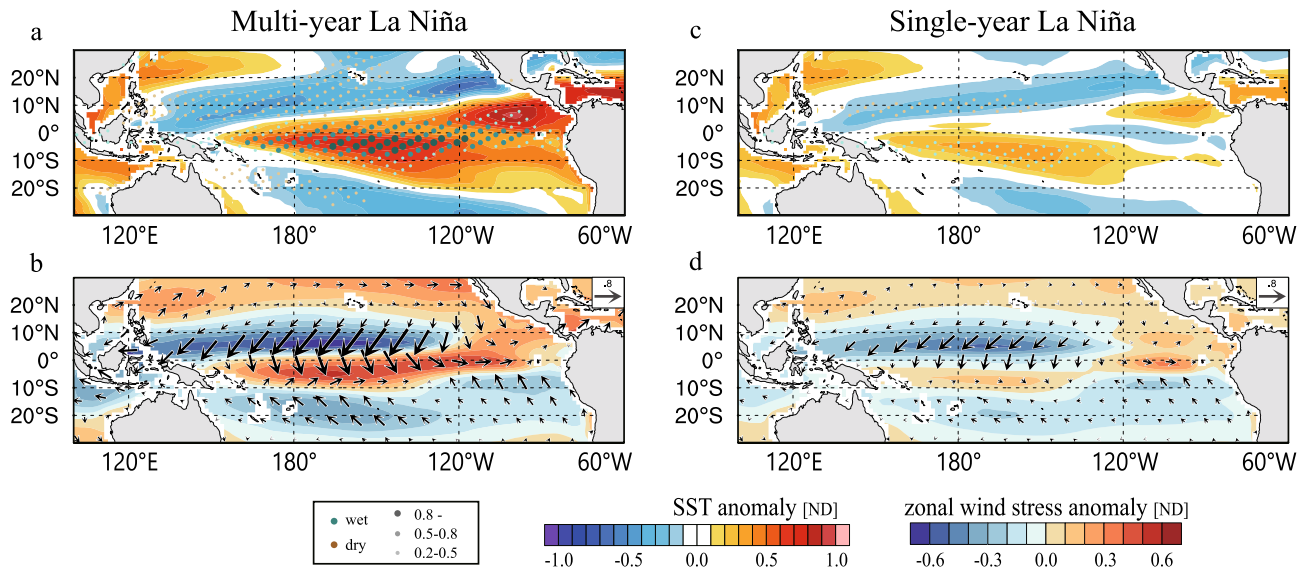 Multi-year La Niña
Single-year La Niña
a
c
20°N
10°N
0°
10°S
20°S
120°E 180° 120°W 60°W
20°N
10°N
0°
10°S
20°S
120°E 180° 120°W 60°W
b
d
.8
20°N
10°N
0°
10°S
20°S
120°E 180° 120°W 60°W
.8
20°N
10°N
0°
10°S
20°S
120°E 180° 120°W 60°W
wet
dry
0.8 -
0.5-0.8
0.2-0.5
SST anomaly [ND]
-1.0 -0.5 0.0 0.5 1.0
zonal wind stress anomaly [ND]
-0.6 -0.3 0.0 0.3 0.6